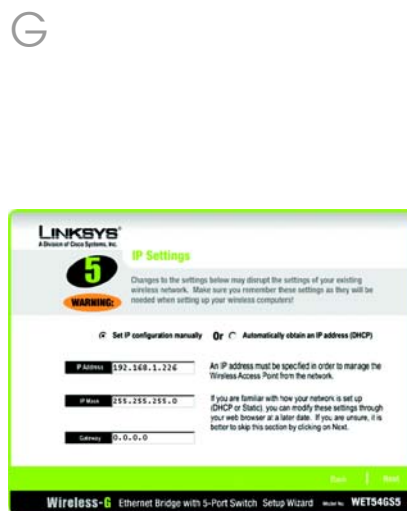 G
LINKSYS®
A Division of Cisco Systems, Inc.
5
WARNING:
IP Settings
Changes to the settings below may disrupt the settings of your existing
wireless network. Make sure you remember these settings as they will be
needed when setting up your wireless computers!
Set IP configuration manually Or Automatically obtain an IP address (DHCP)
IP Address 192.168.1.226
An IP address must be specified in order to manage the
Wireless Access Point from the network.
IP Mask 255.255.255.0
If you are familiar with how your network is set up
(DHCP or Static), you can modify these settings through
your web browser at a later date. If you are unsure, it is
better to skip this section by clicking on Next.
Gateway 0.0.0.0
Back | Next
Wireless-G Ethernet Bridge with 5-Port Switch Setup Wizard Model No. WET54GS5